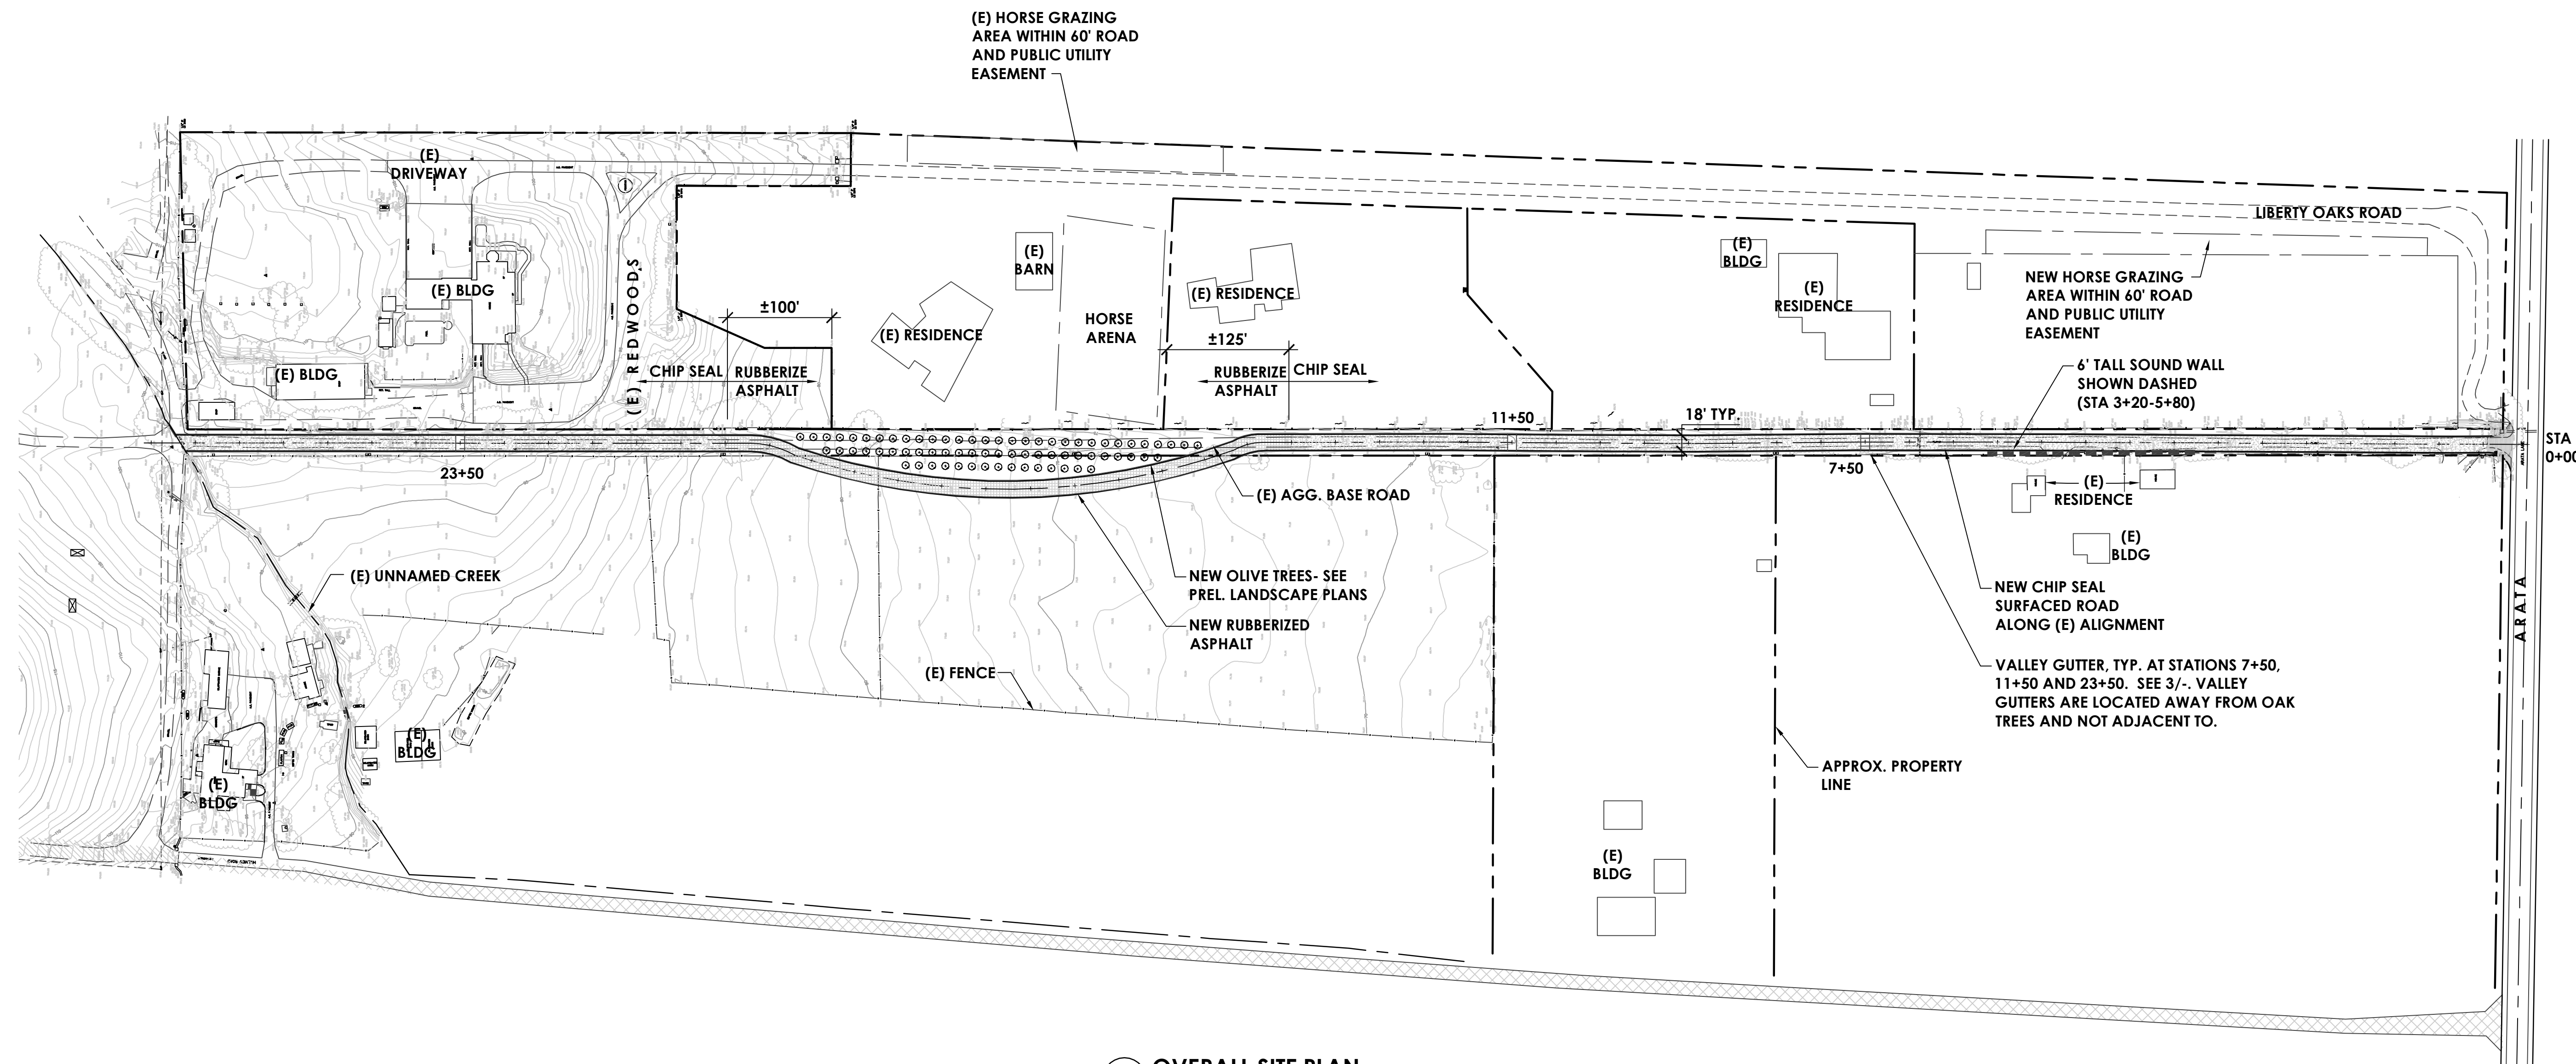 (E) HORSE GRAZING
AREA WITHIN 60' ROAD
AND PUBLIC UTILITY
EASEMENT
(E)
DRIVEWAY
(E) BLDG
(E) BLDG
(E) REDWOODS
±100'
CHIP SEAL
RUBBERIZE
ASPHALT
(E) RESIDENCE
(E)
BARN
HORSE
ARENA
(E) RESIDENCE
±125'
RUBBERIZE
ASPHALT
CHIP SEAL
(E)
BLDG
(E)
RESIDENCE
LIBERTY OAKS ROAD
NEW HORSE GRAZING
AREA WITHIN 60' ROAD
AND PUBLIC UTILITY
EASEMENT
6' TALL SOUND WALL
SHOWN DASHED
(STA 3+20-5+80)
11+50
18' TYP.
STA
0+00
23+50
7+50
(E) AGG. BASE ROAD
(E)
RESIDENCE
(E)
BLDG
(E) UNNAMED CREEK
NEW OLIVE TREES- SEE
PREL. LANDSCAPE PLANS
NEW RUBBERIZED
ASPHALT
(E) FENCE
NEW CHIP SEAL
SURFACED ROAD
ALONG (E) ALIGNMENT
ARATA
VALLEY GUTTER, TYP. AT STATIONS 7+50,
11+50 AND 23+50. SEE 3/-. VALLEY
GUTTERS ARE LOCATED AWAY FROM OAK
TREES AND NOT ADJACENT TO.
(E)
BLDG
(E)
BLDG
APPROX. PROPERTY
LINE
(E)
BLDG
OVERALL SITE PLAN